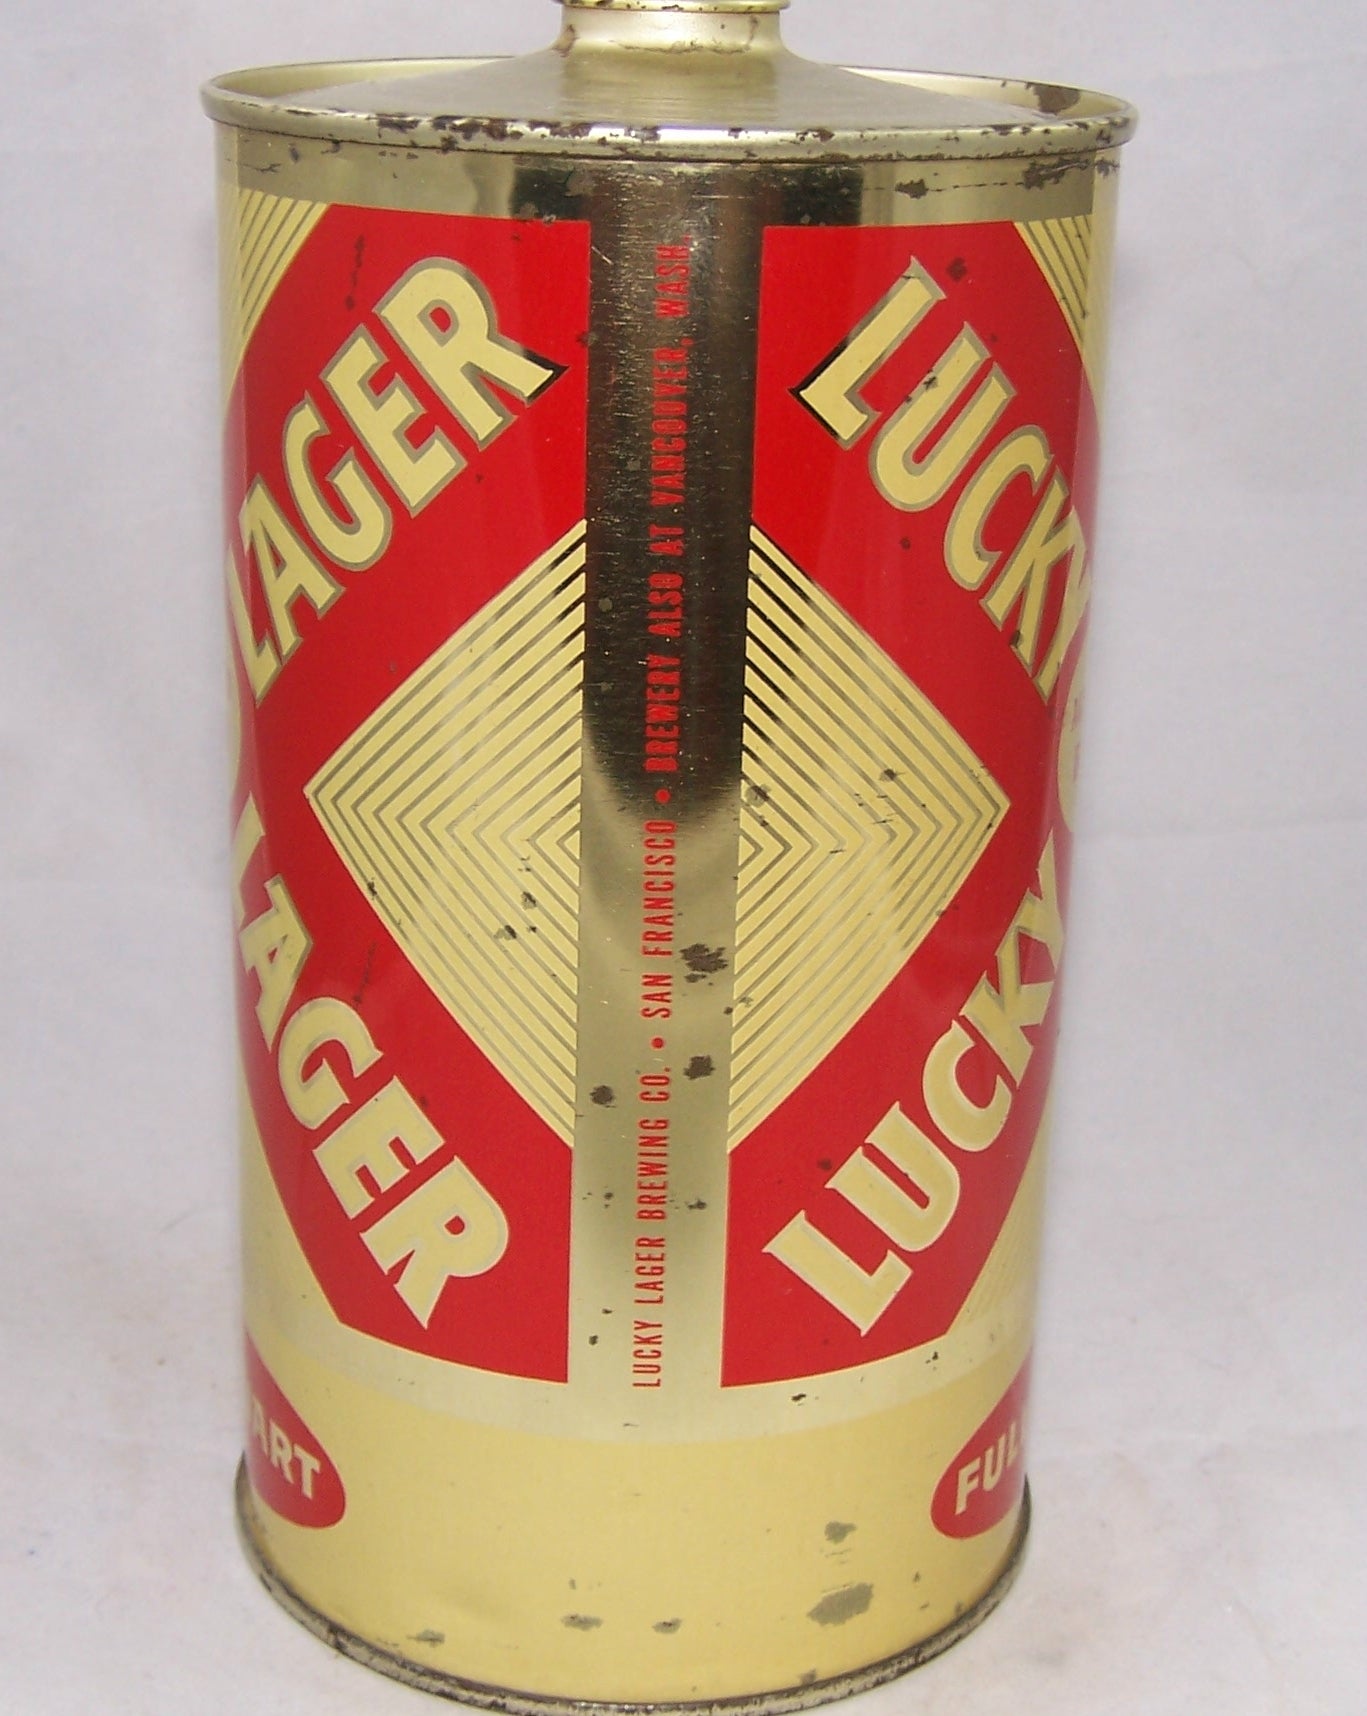 LAGER
LUCKY
LAGER
LUCKY
LUCKY LAGER BREWING CO. • SAN FRANCISCO • BREWERY ALSO AT VANCOUVER, WASH.
ART
FUL